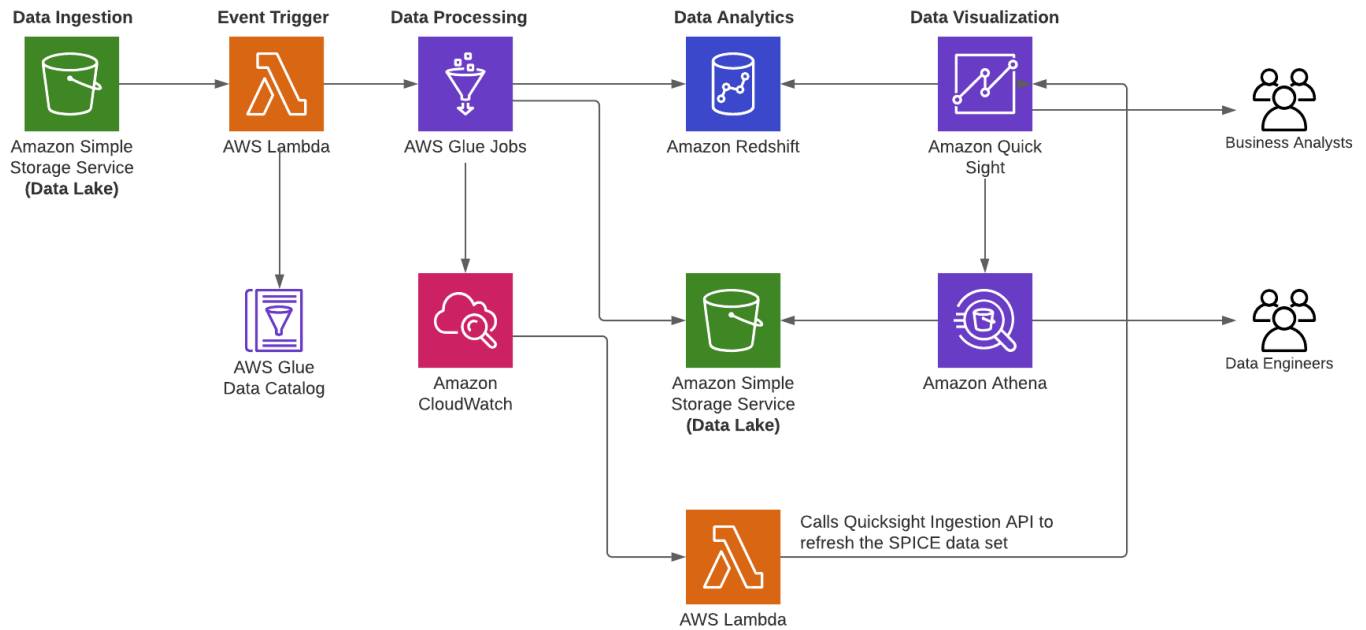 Data Ingestion
Event Trigger
Data Processing
Data Analytics
Data Visualization
Amazon Simple
Storage Service
(Data Lake)
AWS Lambda
AWS Glue Jobs
Amazon Redshift
Amazon Quick
Sight
Business Analysts
AWS Glue
Data Catalog
Amazon
CloudWatch
Amazon Simple
Storage Service
(Data Lake)
Amazon Athena
Data Engineers
Calls Quicksight Ingestion API to
refresh the SPICE data set
AWS Lambda